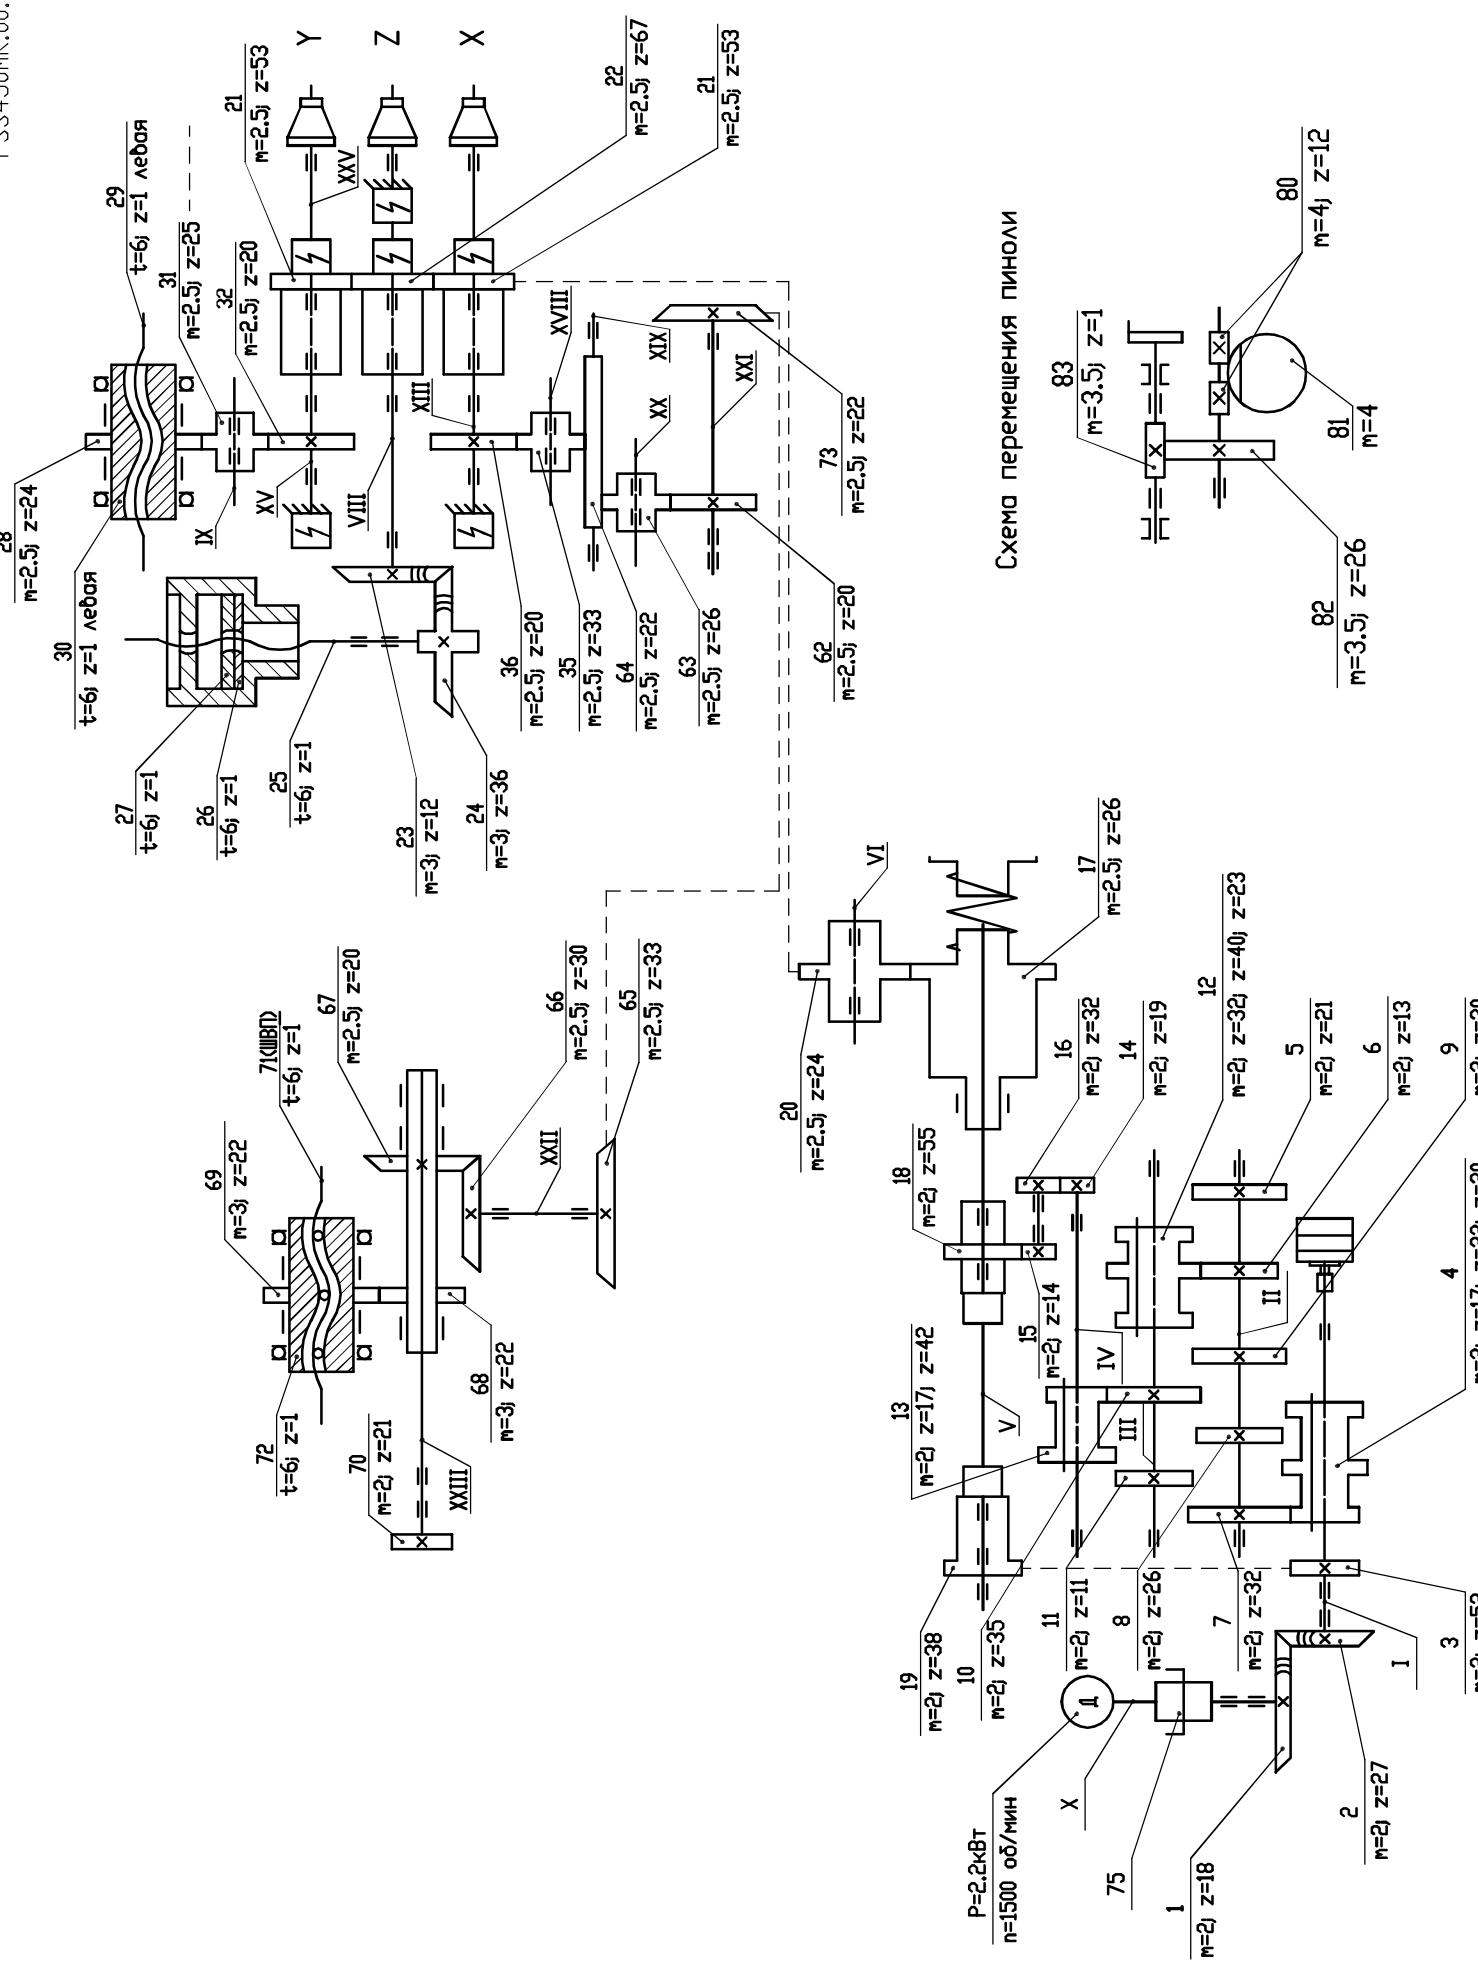 28
m=2.5; z=24
30
t=6; z=1 левая
29
t=6; z=1 левая
31
m=2.5; z=25
32
m=2.5; z=20
21
m=2.5; z=53
Y
Z
X
22
m=2.5; z=67
21
m=2.5; z=53
XXV
IX
XV
VIII
XIII
XVIII
XIX
XX
XXI
27
t=6; z=1
26
t=6; z=1
25
t=6; z=1
23
m=3; z=12
24
m=3; z=36
36
m=2.5; z=20
35
m=2.5; z=33
64
m=2.5; z=22
63
m=2.5; z=26
62
m=2.5; z=20
73
m=2.5; z=22
Схема перемещения пиноли
83
m=3.5; z=1
80
m=4; z=12
81
m=4
82
m=3.5; z=26
69
m=3; z=22
71(ШВП)
t=6; z=1
67
m=2.5; z=20
66
m=2.5; z=30
65
m=2.5; z=33
72
t=6; z=1
70
m=2; z=21
68
m=3; z=22
XXII
XXIII
VI
17
m=2.5; z=26
20
m=2.5; z=24
18
m=2; z=55
16
m=2; z=32
14
m=2; z=19
12
m=2; z=32; z=40; z=23
5
m=2; z=21
6
m=2; z=13
9
4
13
m=2; z=17; z=42
15
m=2; z=14
V
IV
III
II
19
m=2; z=38
10
m=2; z=35
11
m=2; z=11
8
m=2; z=26
7
m=2; z=32
3
I
Д
P=2.2кВт
n=1500 об/мин
X
75
1
m=2; z=18
2
m=2; z=27